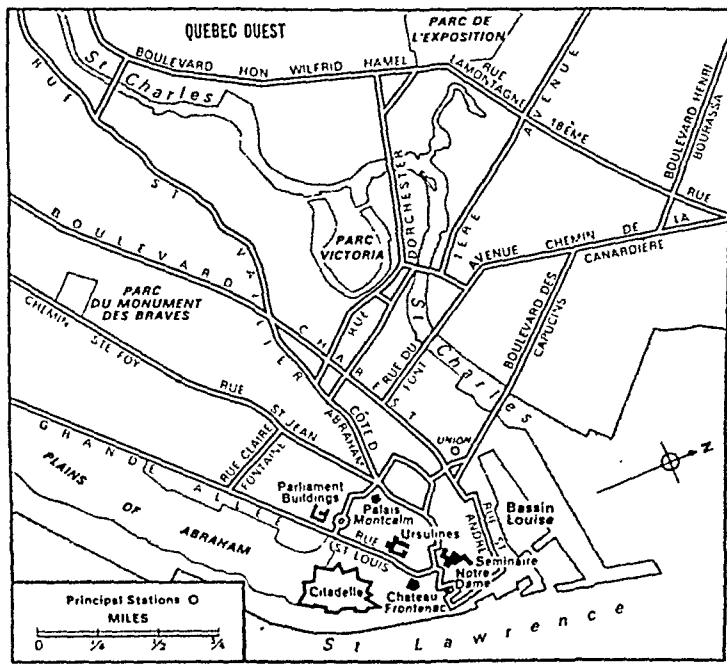 QUEBEC OUEST
PARC DE
L'EXPOSITION
BOULEVARD HON WILFRID HAMEL
RUE
LAMONTAGNE
18ÈME
RUE
St Charles
RUE ST VALLIER
1ÈRE AVENUE
BOULEVARD HENRI
BOURASSA
DORCHESTER
RUE
PARC
VICTORIA
AVENUE CHEMIN DE LA
CANARDIÈRE
BOULEVARD CHAREST
PARC
DU MONUMENT
DES BRAVES
CHEMIN STE FOY
RUE ST JEAN
St Charles
BOULEVARD DES
CAPUCINS
RUE DU
PONT
CÔTE D
ABRAHAM
UNION
N
GRANDE ALLEE
RUE CLAIRE
FONTAINE
PLAINS OF ABRAHAM
Parliament
Buildings
Palais
Montcalm
Ursulines
RUE ST
ANDRÉ
Bassin
Louise
RUE
ST LOUIS
Seminaire
Notre
Dame
Citadelle
Chateau
Frontenac
St Lawrence
Principal Stations
MILES
0 ¼ ½ ¾